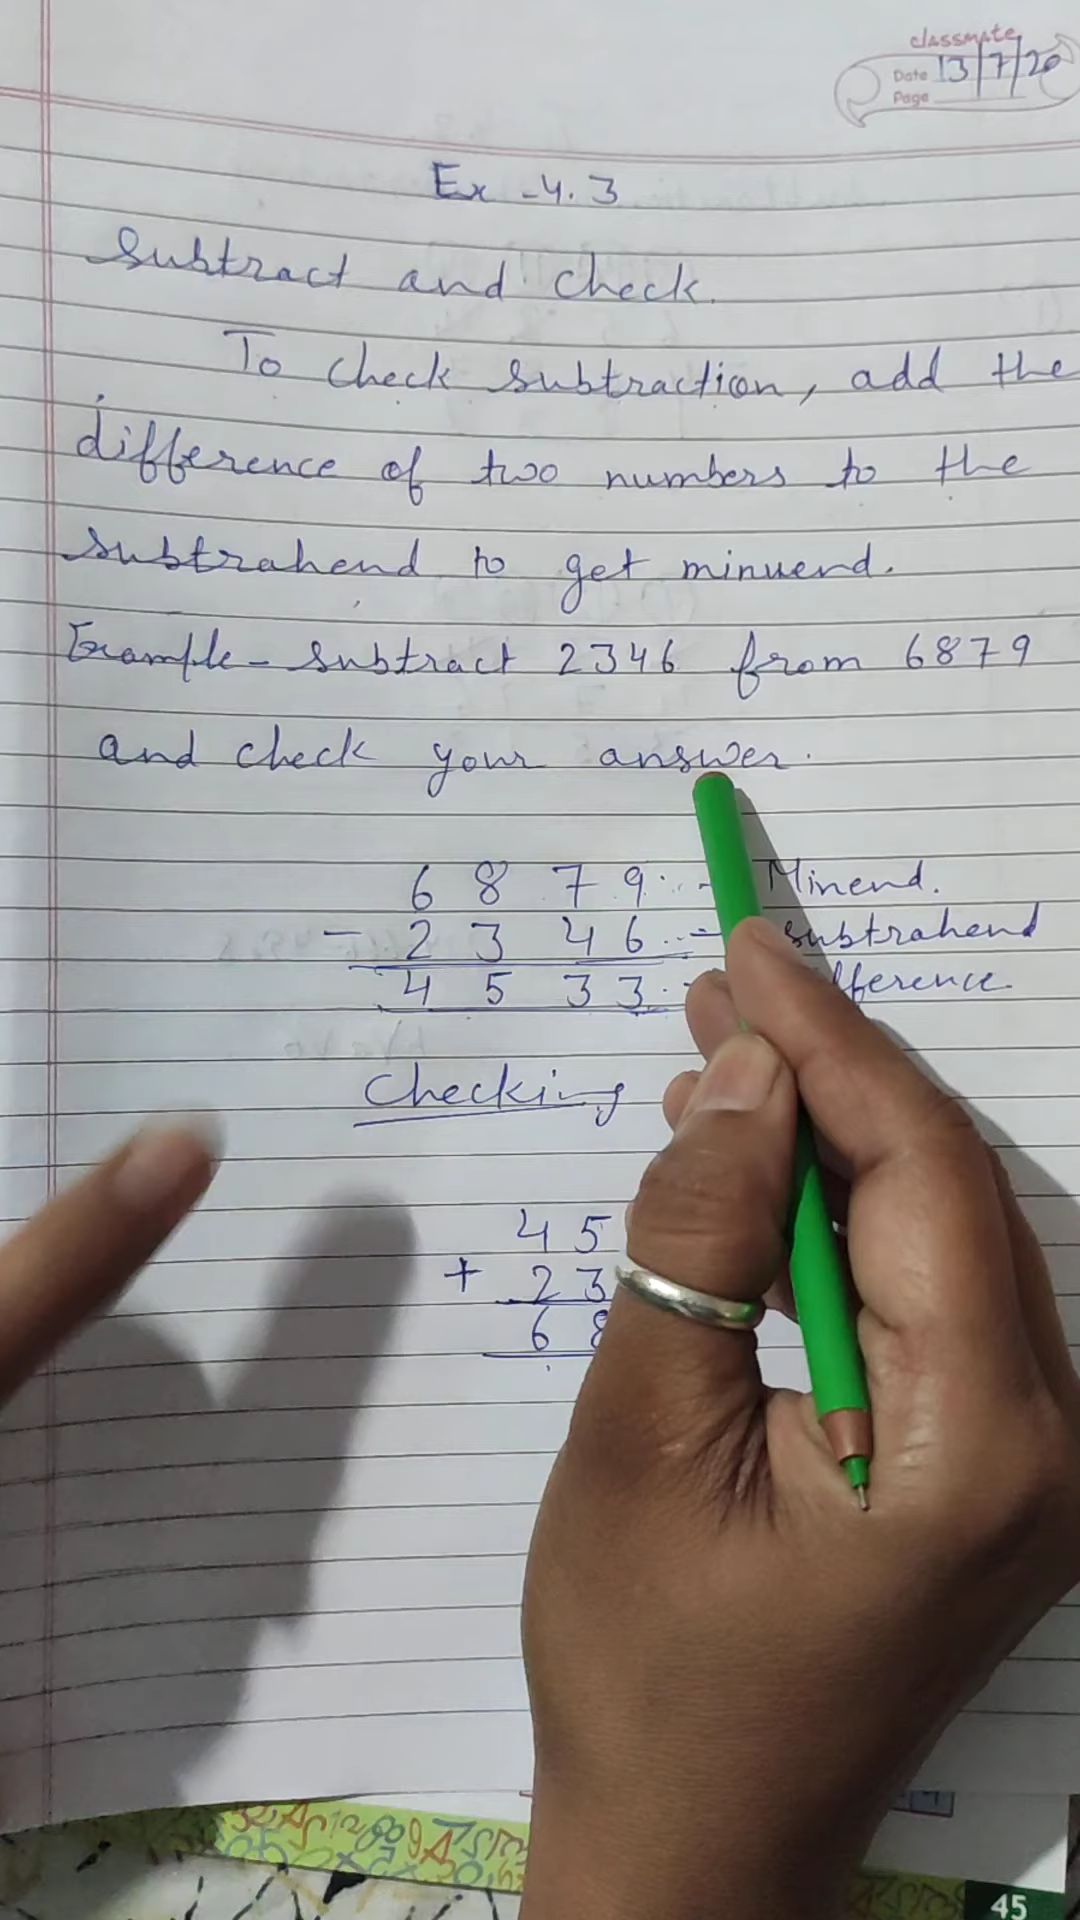 classmate
Date 13/7/20
Page
Ex - 4.3
Subtract and check.
To check subtraction, add the
difference of two numbers to the
subtrahend to get minuend.
Example - subtract 2346 from 6879
and check your answer.
6 8 7 9 - Minend.
- 2 3 4 6 - subtrahend
4 5 3 3 - fference.
Checking
4 5
+ 2 3
6 8
45